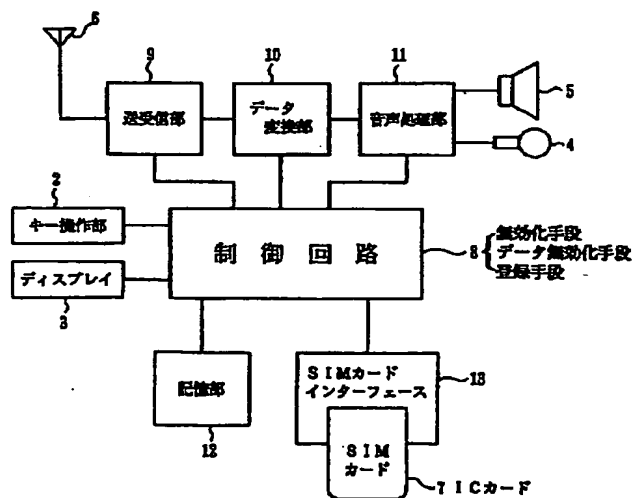 6
9
10
11
送受信部
データ
変換部
音声処理部
5
4
2
キー操作部
制御回路
8
無効化手段
データ無効化手段
登録手段
ディスプレイ
3
記憶部
12
SIMカード
インターフェース
13
SIM
カード
7 ICカード